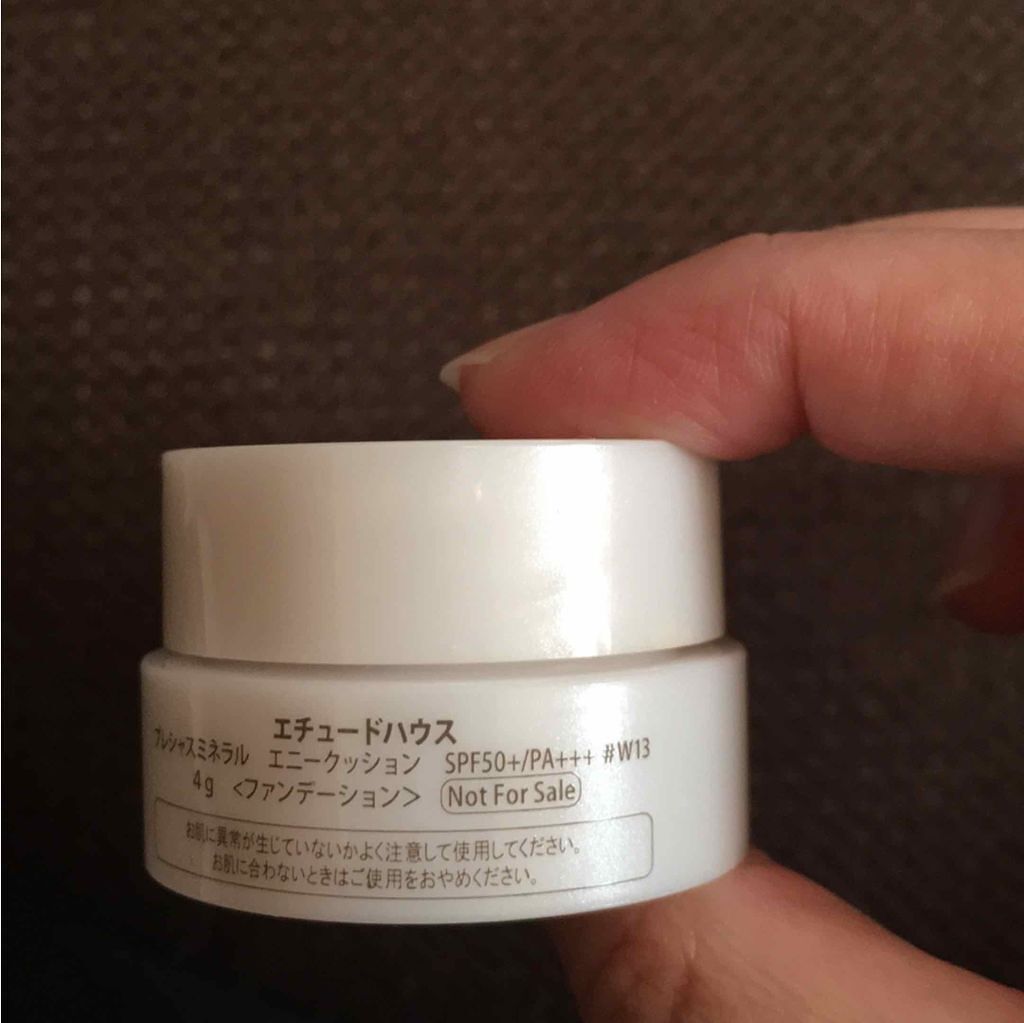 エチュードハウス
プレシャスミネラル エニークッション SPF50+/PA+++ #W13
4g <ファンデーション> Not For Sale
お肌に異常が生じていないかよく注意して使用してください。
お肌に合わないときはご使用をおやめください。